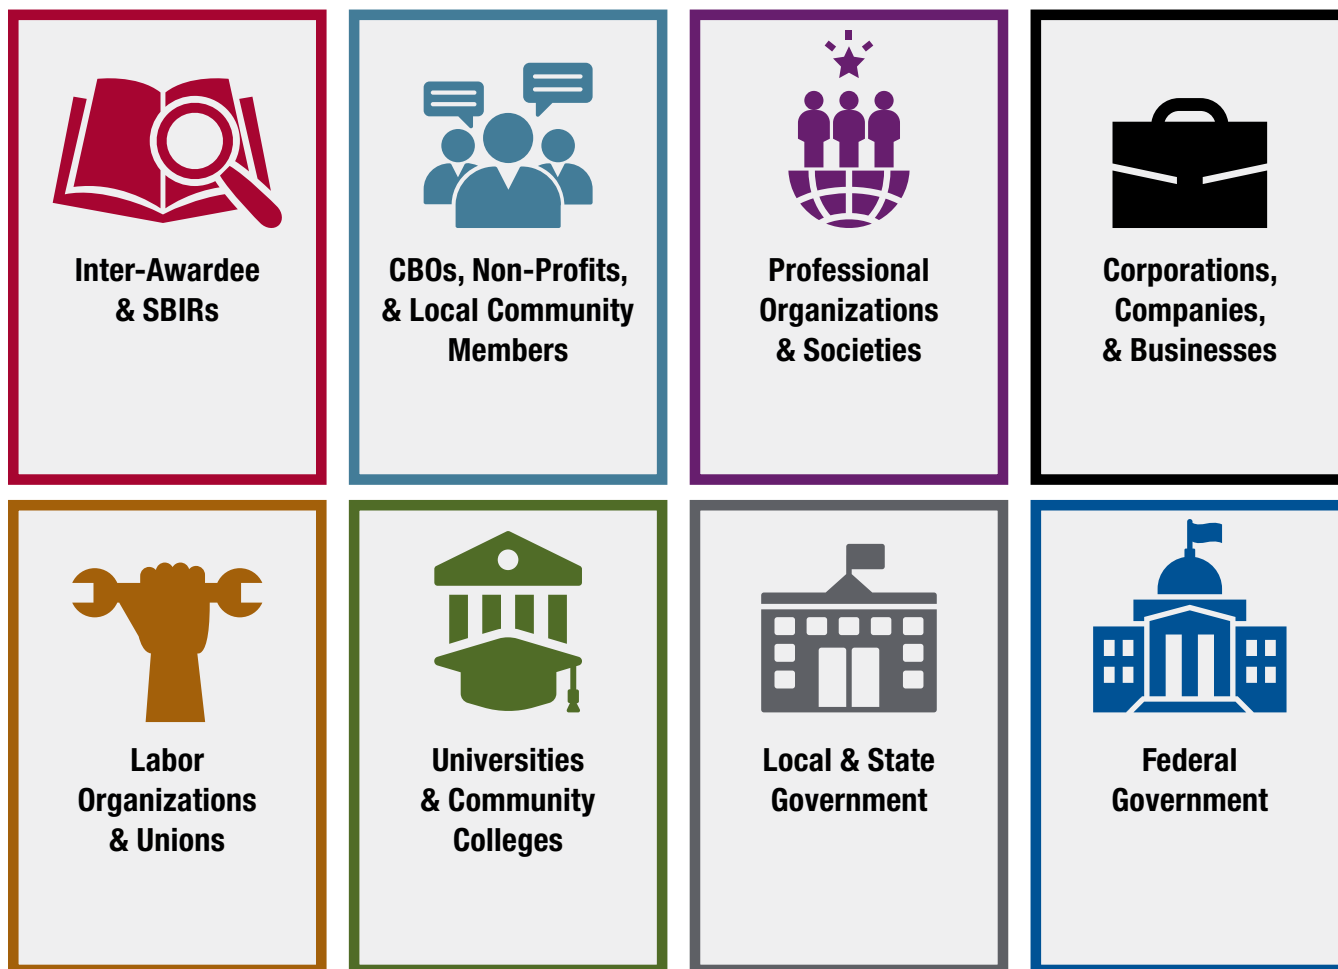 Inter-Awardee
& SBIRs
CBOs, Non-Profits,
& Local Community
Members
Professional
Organizations
& Societies
Corporations,
Companies,
& Businesses
Labor
Organizations
& Unions
Universities
& Community
Colleges
Local & State
Government
Federal
Government